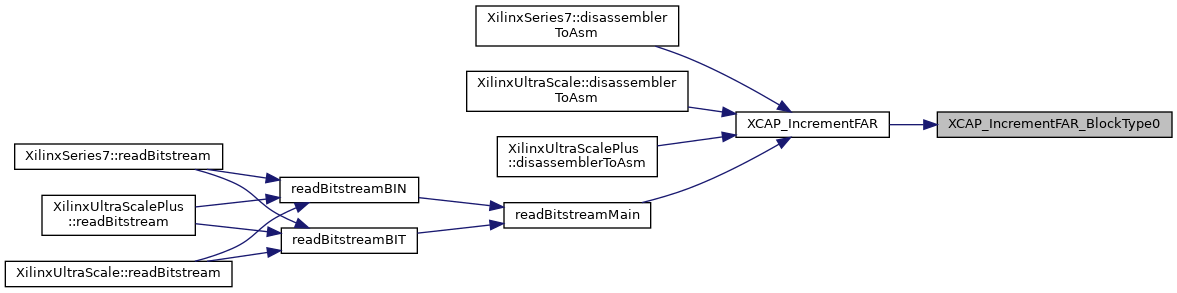 XilinxSeries7::disassembler
ToAsm
XilinxUltraScale::disassembler
ToAsm
XCAP_IncrementFAR
XCAP_IncrementFAR_BlockType0
XilinxUltraScalePlus
::disassemblerToAsm
XilinxSeries7::readBitstream
readBitstreamBIN
XilinxUltraScalePlus
::readBitstream
readBitstreamMain
readBitstreamBIT
XilinxUltraScale::readBitstream